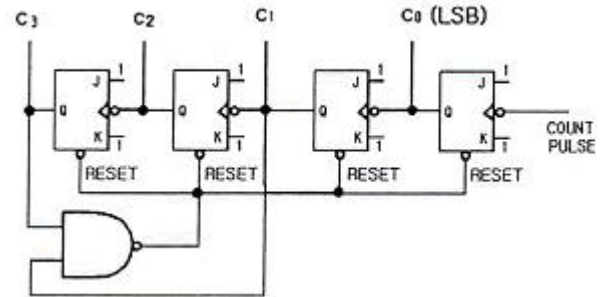 C3 C2 C1 C0 (LSB)
1 1 1 1
J J J J
Q Q Q Q
K K K K
1 1 1 1
COUNT
PULSE
RESET RESET RESET RESET